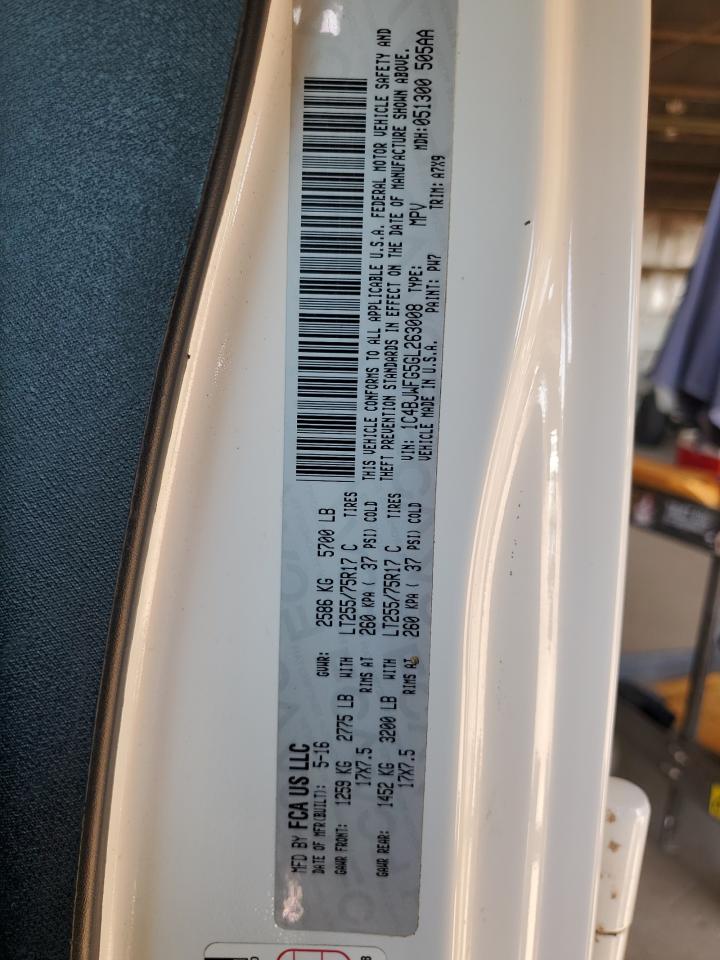 MFD BY FCA US LLC
DATE OF MFR(BUILT): 5-16 GVWR: 2586 KG 5700 LB
GAWR FRONT: 1259 KG 2775 LB WITH LT255/75R17 C TIRES
17X7.5 RIMS AT 260 KPA ( 37 PSI) COLD
GAWR REAR: 1452 KG 3200 LB WITH LT255/75R17 C TIRES
17X7.5 RIMS AT 260 KPA ( 37 PSI) COLD
THIS VEHICLE CONFORMS TO ALL APPLICABLE U.S.A. FEDERAL MOTOR VEHICLE SAFETY AND
THEFT PREVENTION STANDARDS IN EFFECT ON THE DATE OF MANUFACTURE SHOWN ABOVE.
VIN: 1C4BJWFG5GL263008 TYPE: MPV MDH:051300 505AA
VEHICLE MADE IN U.S.A. PAINT: PW7 TRIM: A7X9